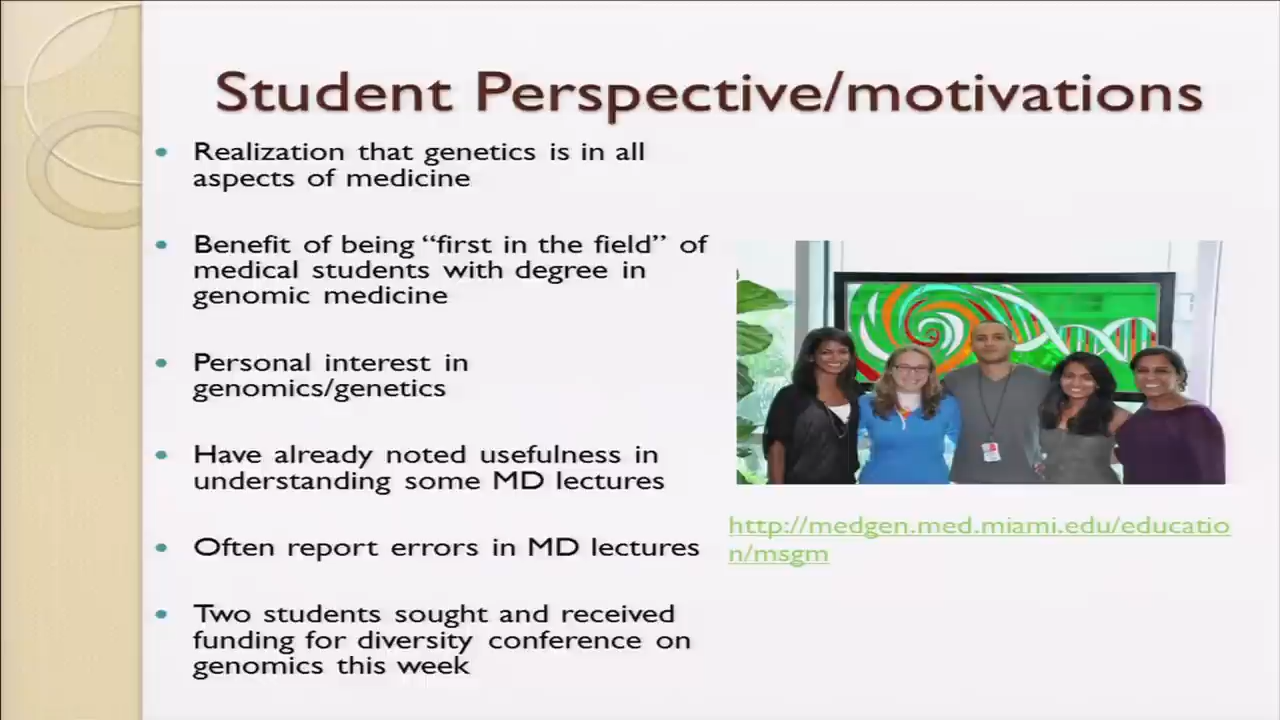 Student Perspective/motivations
Realization that genetics is in all
aspects of medicine
Benefit of being “first in the field” of
medical students with degree in
genomic medicine
Personal interest in
genomics/genetics
Have already noted usefulness in
understanding some MD lectures
Often report errors in MD lectures
Two students sought and received
funding for diversity conference on
genomics this week
http://medgen.med.miami.edu/educatio
n/msgm